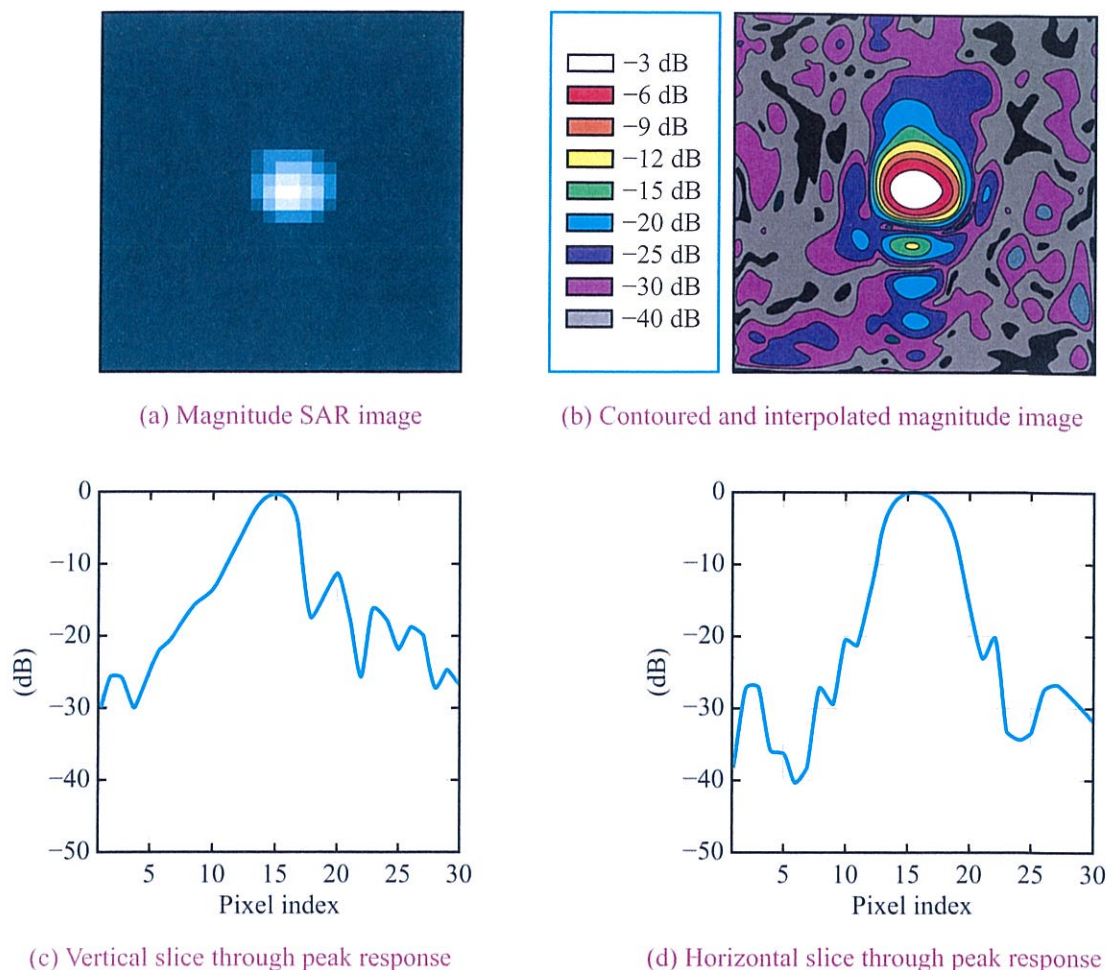 −3 dB
−6 dB
−9 dB
−12 dB
−15 dB
−20 dB
−25 dB
−30 dB
−40 dB
(a) Magnitude SAR image
(b) Contoured and interpolated magnitude image
0
−10
−20
−30
−40
−50
(dB)
5 10 15 20 25 30
Pixel index
(c) Vertical slice through peak response
0
−10
−20
−30
−40
−50
(dB)
5 10 15 20 25 30
Pixel index
(d) Horizontal slice through peak response